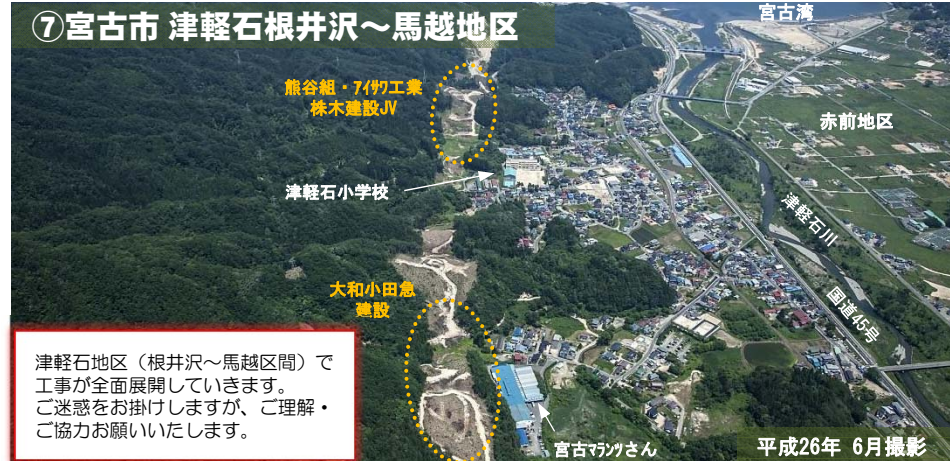 ⑦宮古市 津軽石根井沢～馬越地区
宮古湾
熊谷組・ｱｲｻﾜ工業
株木建設JV
赤前地区
津軽石小学校
津軽石川
大和小田急
建設
国道45号
津軽石地区（根井沢～馬越区間）で
工事が全面展開していきます。
ご迷惑をお掛けしますが、ご理解・
ご協力お願いいたします。
宮古ﾏﾗﾝﾂさん
平成26年 6月撮影